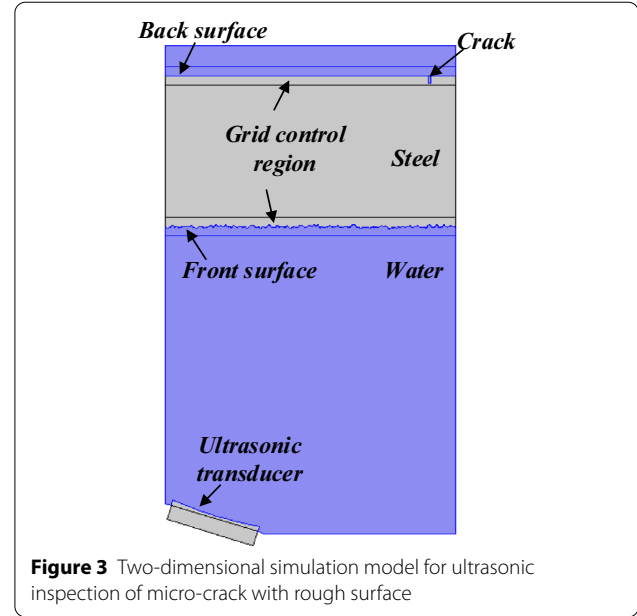 Back surface
Crack
Grid control
region
Steel
Front surface
Water
Ultrasonic
transducer
Figure 3 Two-dimensional simulation model for ultrasonic
inspection of micro-crack with rough surface